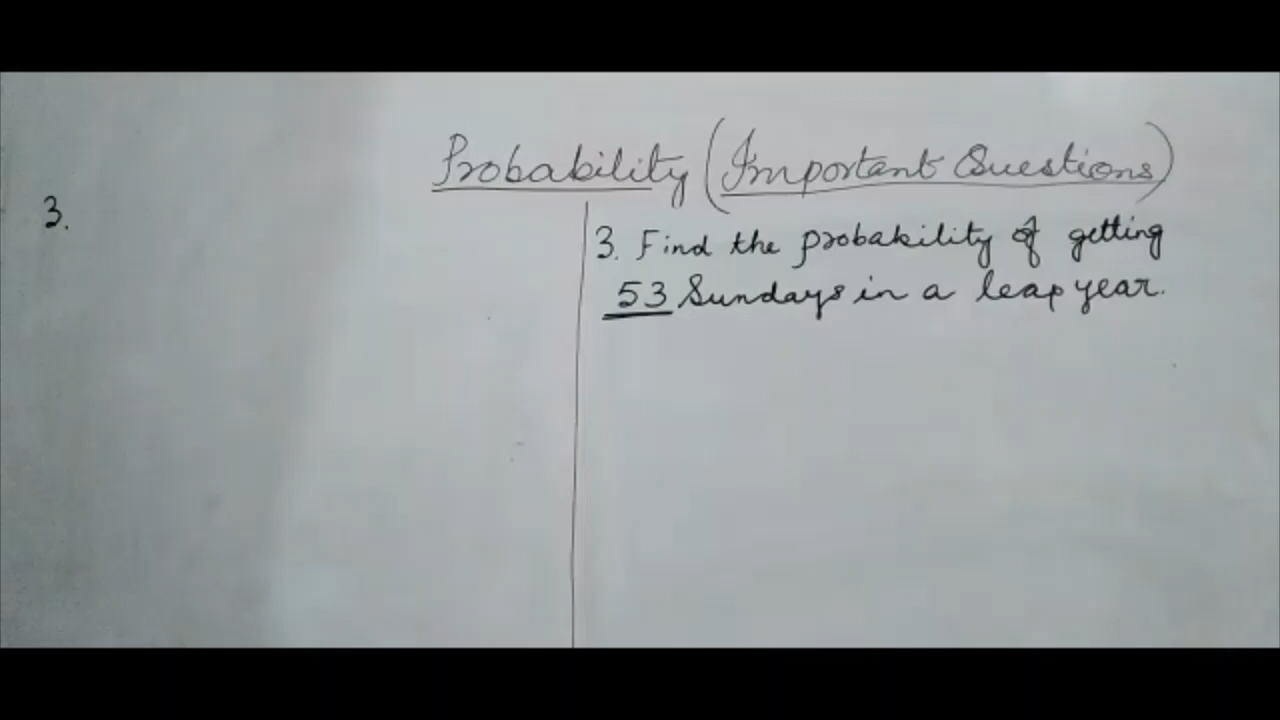 Probability (Important Questions)
3.
3. Find the probability of getting
53 Sundays in a leap year.